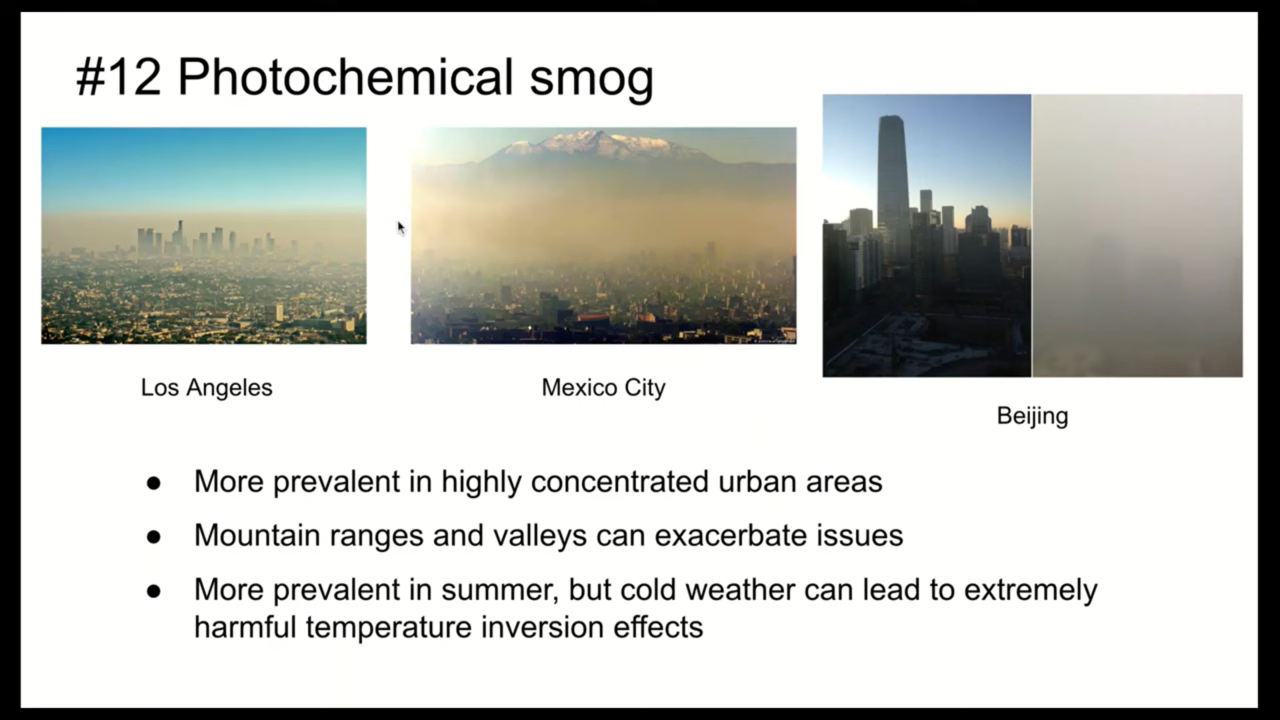 #12 Photochemical smog
Los Angeles
Mexico City
Beijing
● More prevalent in highly concentrated urban areas
● Mountain ranges and valleys can exacerbate issues
● More prevalent in summer, but cold weather can lead to extremely
harmful temperature inversion effects